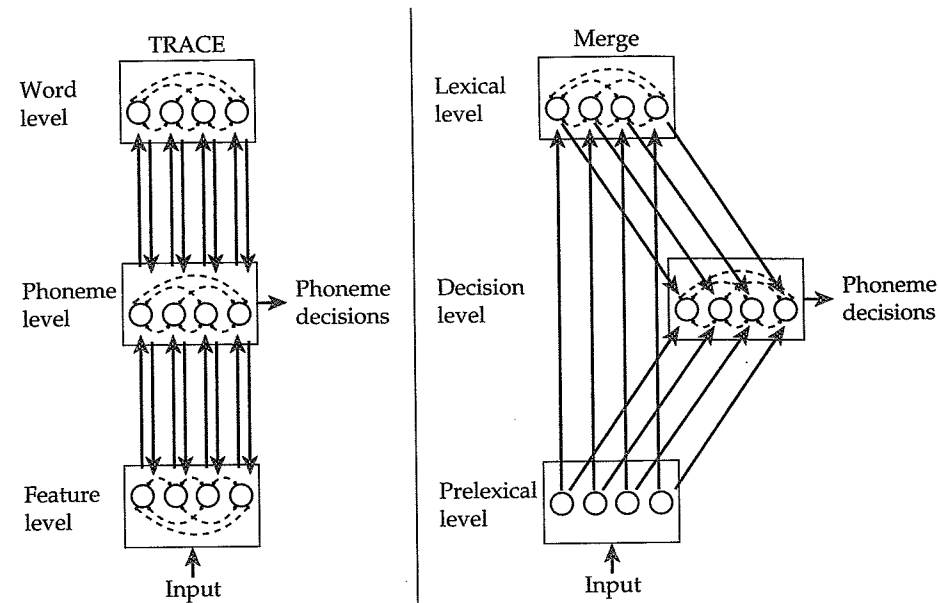 TRACE
Word
level
Phoneme
level
Phoneme
decisions
Feature
level
Input
Merge
Lexical
level
Decision
level
Phoneme
decisions
Prelexical
level
Input